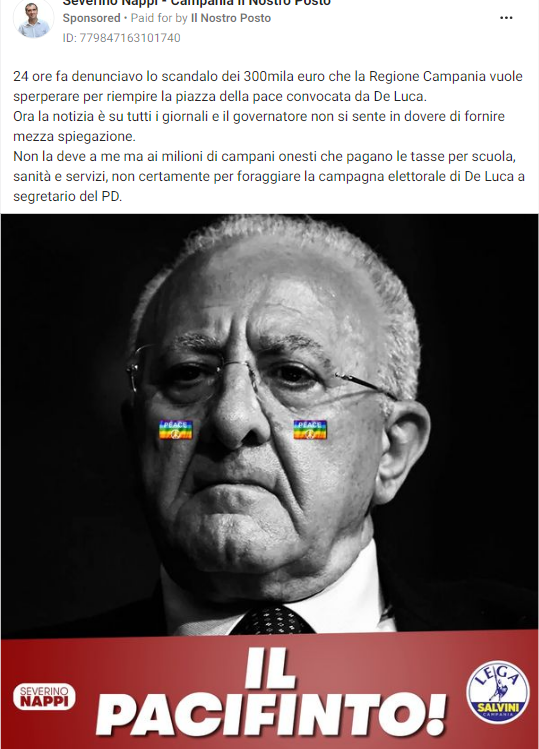 Severino Nappi - Campania Il Nostro Posto
Sponsored • Paid for by Il Nostro Posto
ID: 779847163101740
24 ore fa denunciavo lo scandalo dei 300mila euro che la Regione Campania vuole
sperperare per riempire la piazza della pace convocata da De Luca.
Ora la notizia è su tutti i giornali e il governatore non si sente in dovere di fornire
mezza spiegazione.
Non la deve a me ma ai milioni di campani onesti che pagano le tasse per scuola,
sanità e servizi, non certamente per foraggiare la campagna elettorale di De Luca a
segretario del PD.
PEACE
PEACE
IL
PACIFINTO!
SEVERINO
NAPPI
LEGA
SALVINI
CAMPANIA